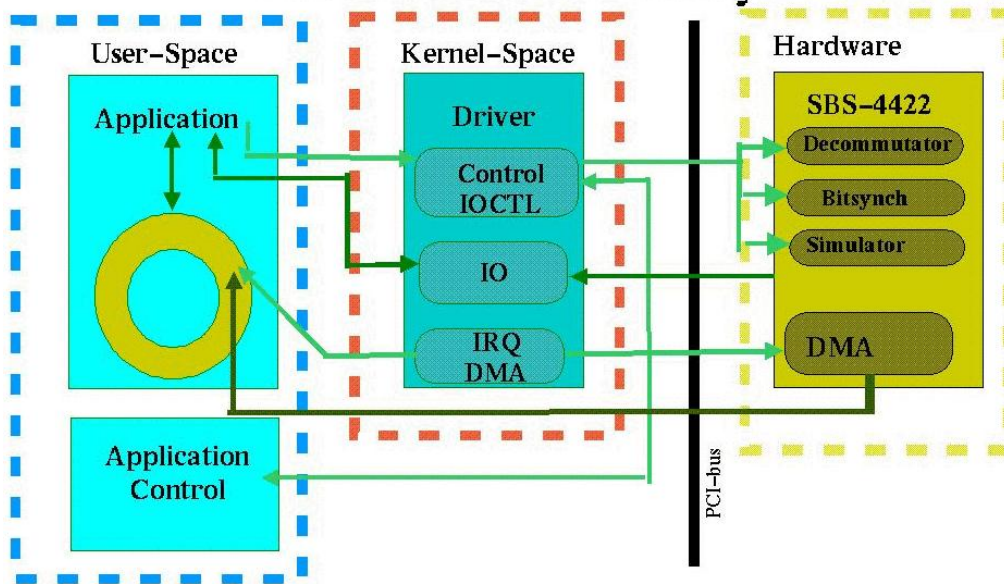 User-Space
Application
Application
Control
Kernel-Space
Driver
Control
IOCTL
IO
IRQ
DMA
PCI-bus
Hardware
SBS-4422
Decommutator
Bitsynch
Simulator
DMA